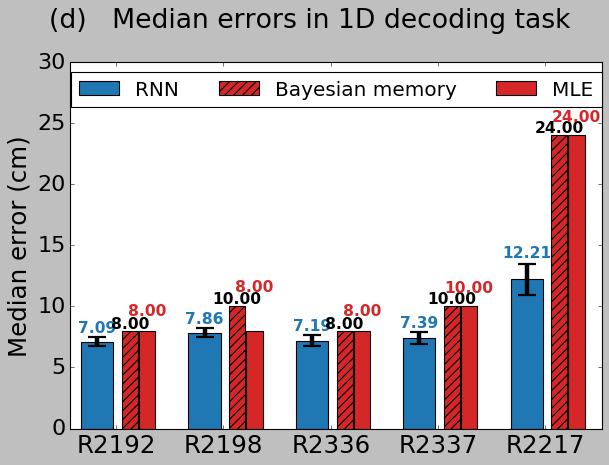 (d) Median errors in 1D decoding task
RNN Bayesian memory MLE
Median error (cm)
30
25
20
15
10
5
0
7.09 8.00 8.00
7.86 10.00 8.00
7.19 8.00 8.00
7.39 10.00 10.00
12.21 24.00 24.00
R2192 R2198 R2336 R2337 R2217